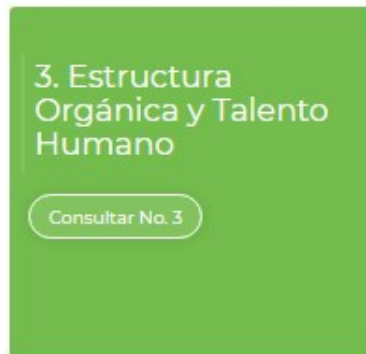 3. Estructura
Orgánica y Talento
Humano
Consultar No. 3